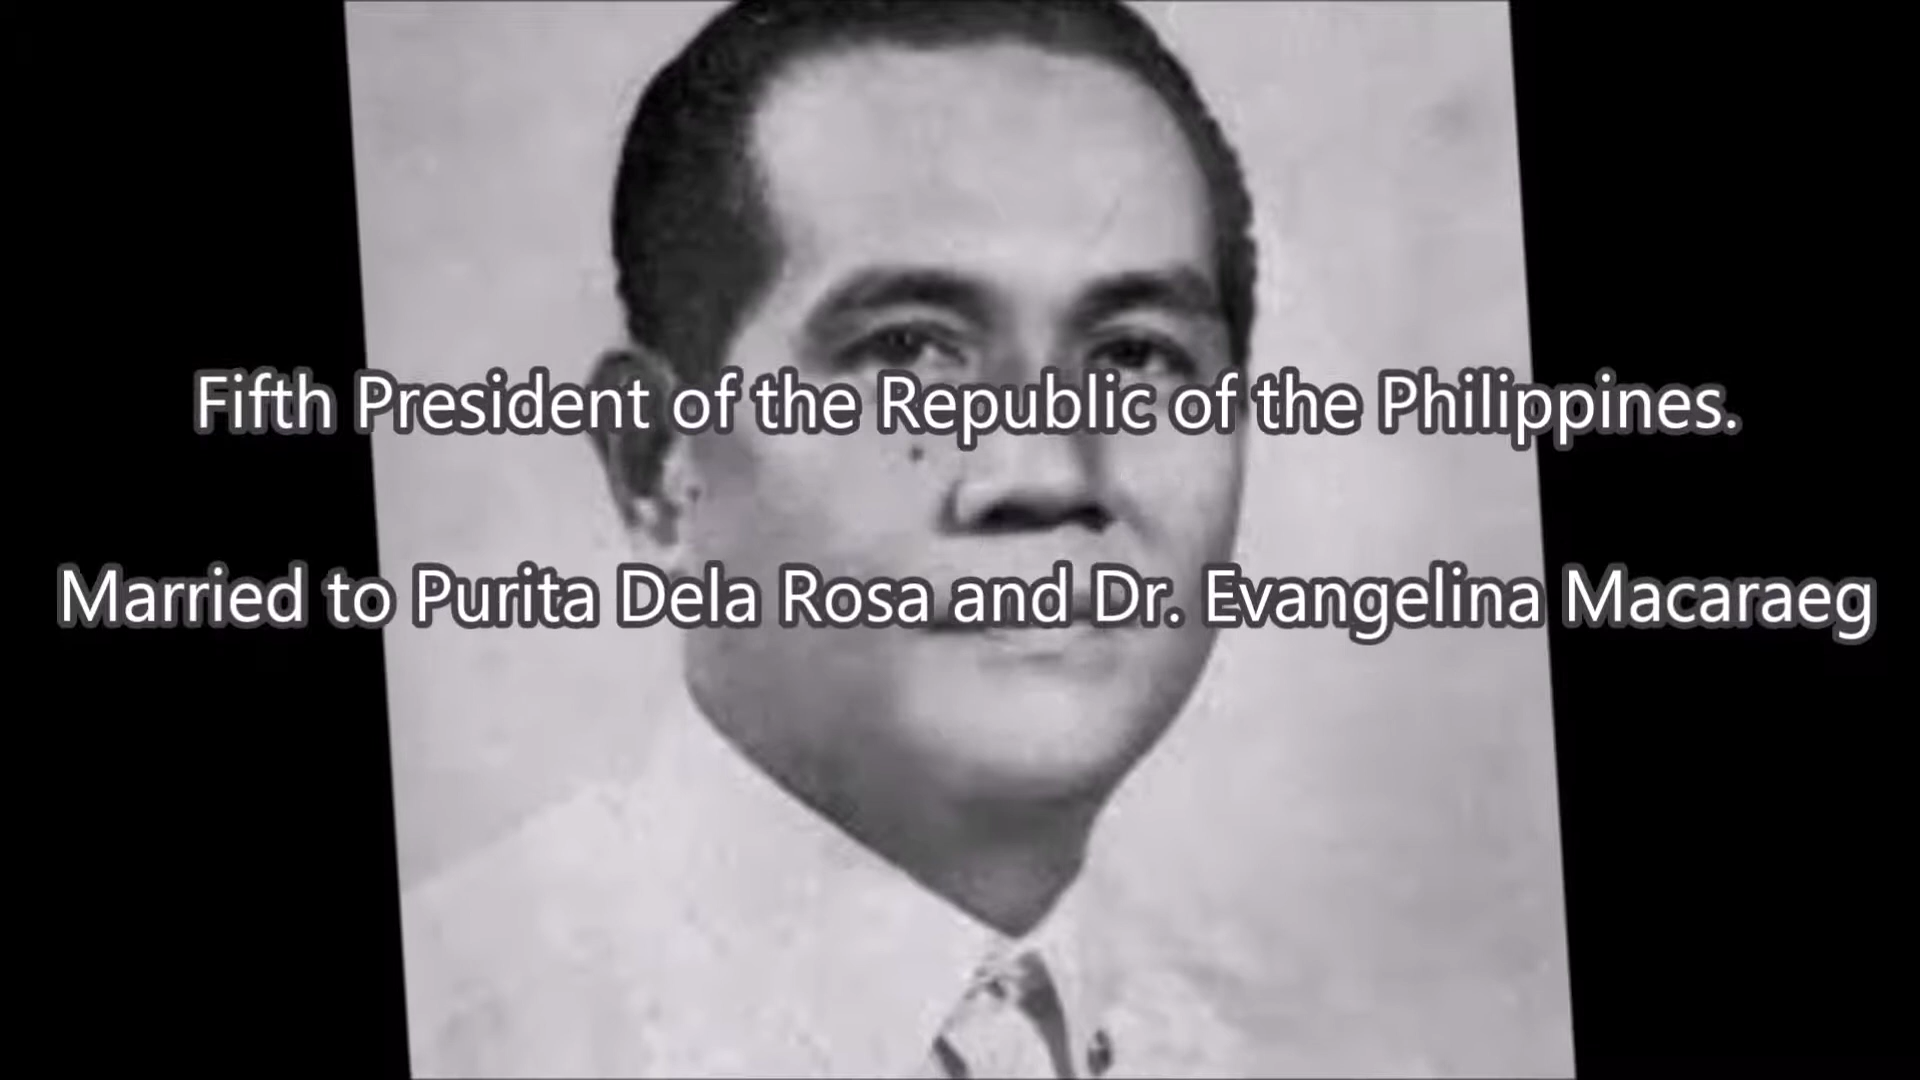 Fifth President of the Republic of the Philippines.
Married to Purita Dela Rosa and Dr. Evangelina Macaraeg